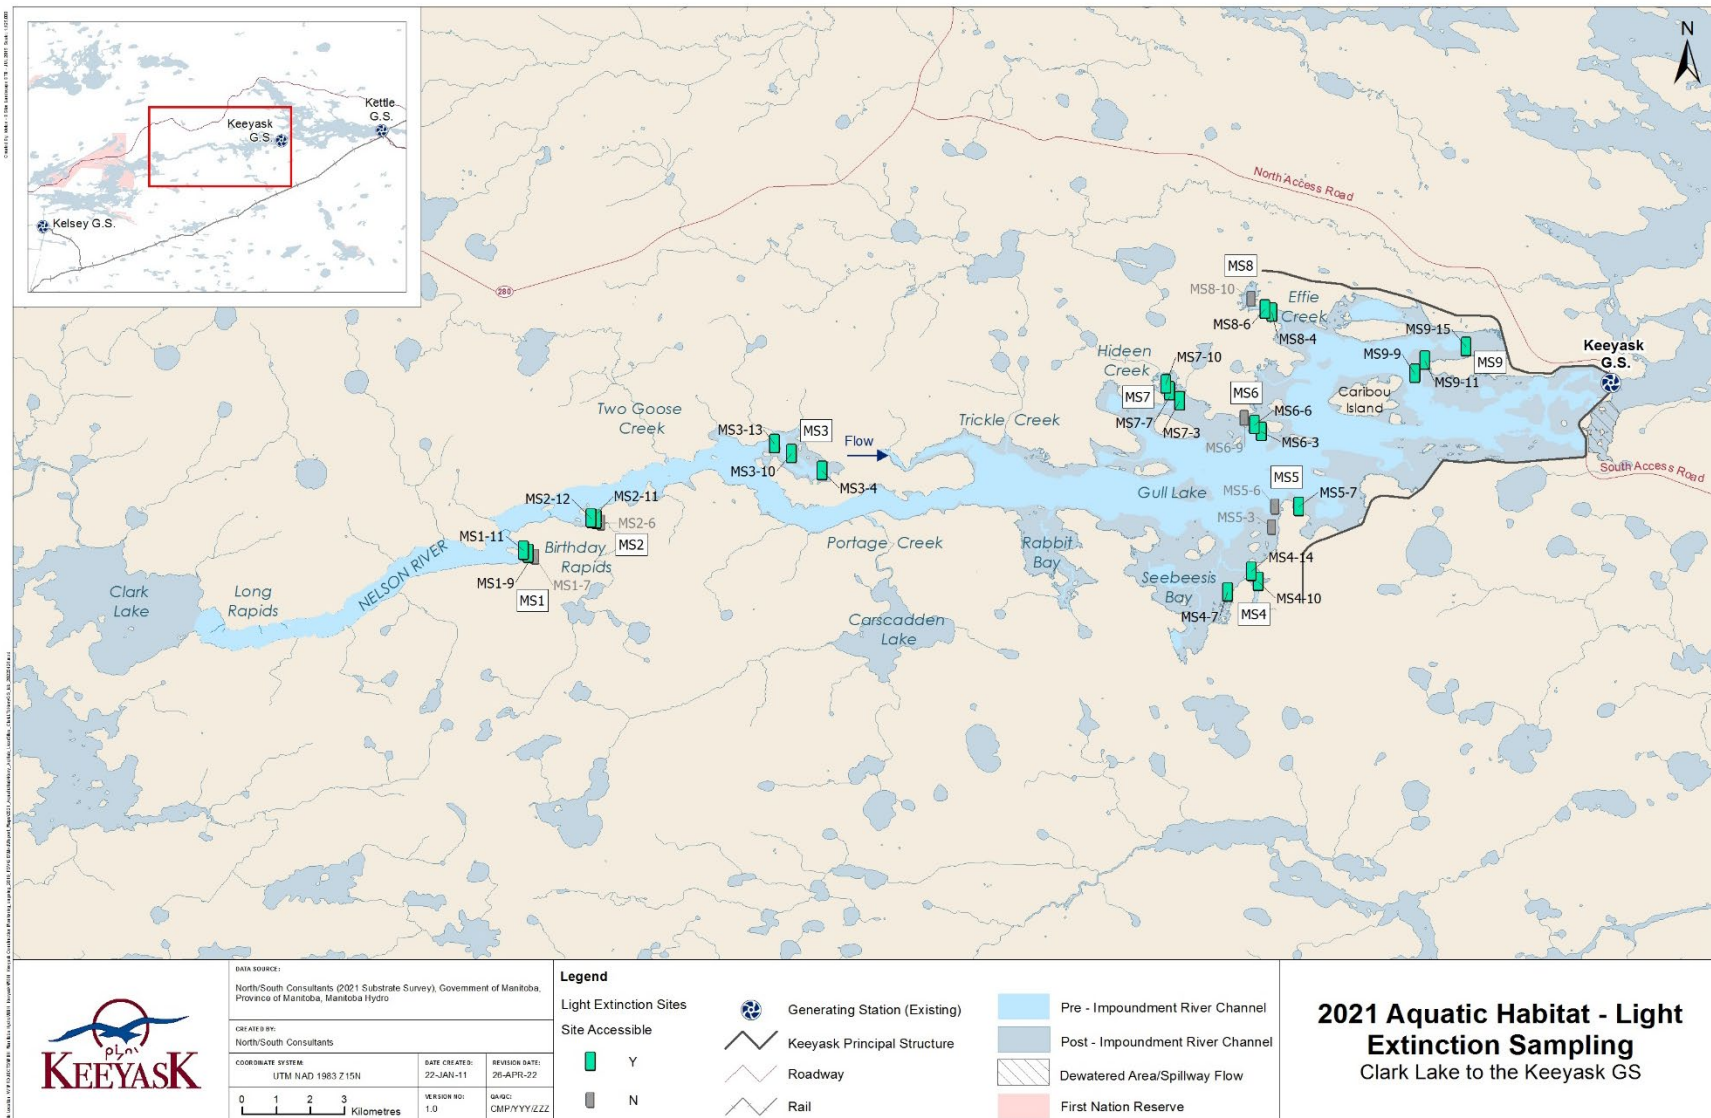 N
Kettle
G.S.
Keeyask
G.S.
Kelsey G.S.
280
North Access Road
MS8
MS8-10
Effie
Creek
MS8-6
MS8-4
MS9-15
MS9-9
MS9
MS9-11
Keeyask
G.S.
Hideen
Creek
MS7-10
MS7
MS7-7
MS7-3
MS6
MS6-6
MS6-9
MS6-3
Caribou
Island
Two Goose
Creek
MS3-13
MS3
MS3-10
MS3-4
Flow
Trickle Creek
South Access Road
Gull Lake
MS5
MS5-6
MS5-7
MS5-3
MS2-12
MS2-11
MS2-6
MS2
MS1-11
Birthday
Rapids
MS1-9
MS1-7
MS1
NELSON RIVER
Portage Creek
Rabbit
Bay
MS4-14
Seebeesis
Bay
MS4-10
MS4-7
MS4
Clark
Lake
Long
Rapids
Carscadden
Lake
KEEYASK
DATA SOURCE:
North/South Consultants (2021 Substrate Survey), Government of Manitoba,
Province of Manitoba, Manitoba Hydro
CREATED BY:
North/South Consultants
COORDINATE SYSTEM:
UTM NAD 1983 Z15N
DATE CREATED:
22-JAN-11
REVISION DATE:
26-APR-22
0 1 2 3 Kilometres
VERSION NO:
1.0
QA/QC:
CMP/YYY/ZZZ
Legend
Light Extinction Sites
Site Accessible
Y
N
Generating Station (Existing)
Keeyask Principal Structure
Roadway
Rail
Pre - Impoundment River Channel
Post - Impoundment River Channel
Dewatered Area/Spillway Flow
First Nation Reserve
2021 Aquatic Habitat - Light
Extinction Sampling
Clark Lake to the Keeyask GS